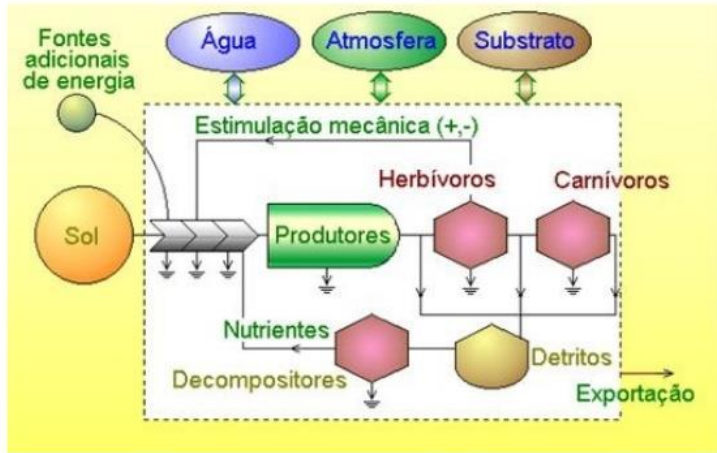 Fontes
adicionais
de energia
Água
Atmosfera
Substrato
Estimulação mecânica (+,-)
Herbívoros
Carnívoros
Sol
Produtores
Nutrientes
Decompositores
Detritos
Exportação